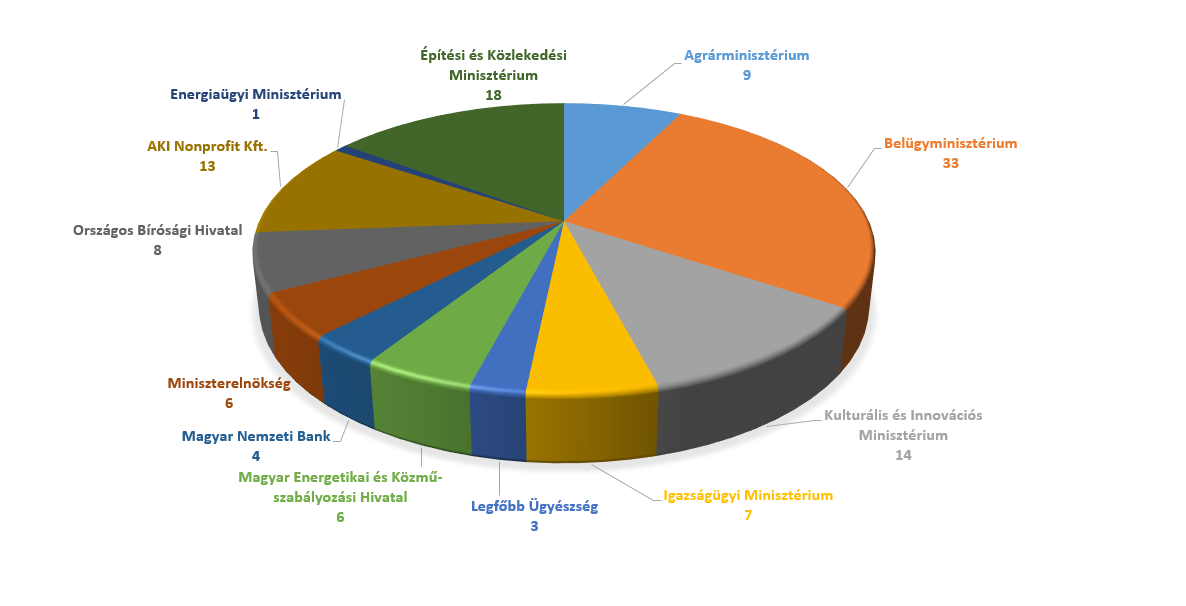 Építési és Közlekedési
Minisztérium
18
Agrárminisztérium
9
Energiaügyi Minisztérium
1
AKI Nonprofit Kft.
13
Belügyminisztérium
33
Országos Bírósági Hivatal
8
Miniszterelnökség
6
Kulturális és Innovációs
Minisztérium
14
Magyar Nemzeti Bank
4
Magyar Energetikai és Közmű-
szabályozási Hivatal
6
Legfőbb Ügyészség
3
Igazságügyi Minisztérium
7